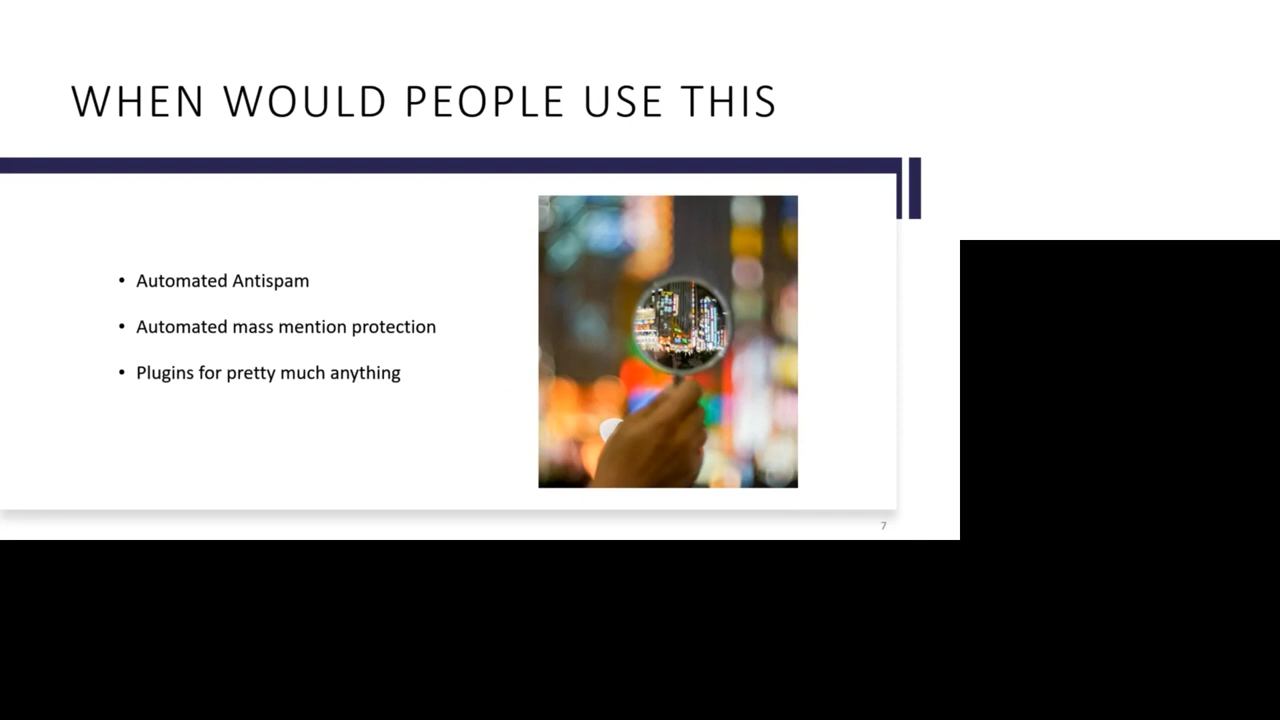 WHEN WOULD PEOPLE USE THIS
• Automated Antispam
• Automated mass mention protection
• Plugins for pretty much anything
7